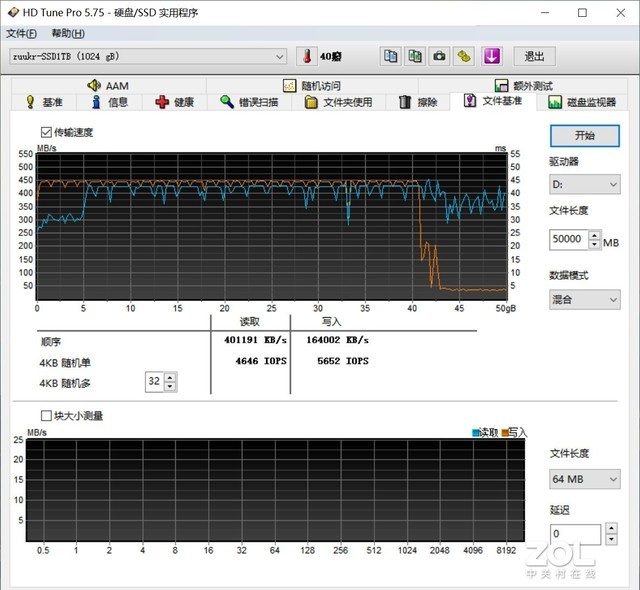 HD Tune Pro 5.75 - 硬盘/SSD 实用程序
文件(F) 帮助(H)
zuukr-SSD1TB (1024 gB) 40癈 退出
AAM 随机访问 额外测试
基准 信息 健康 错误扫描 文件夹使用 擦除 文件基准 磁盘监视器
传输速度
开始
MB/s ms
550 500 450 400 350 300 250 200 150 100 50
55 50 45 40 35 30 25 20 15 10 5
0 5 10 15 20 25 30 35 40 45 50gB
驱动器
D:
文件长度
50000 MB
数据模式
混合
读取 写入
顺序 401191 KB/s 164002 KB/s
4KB 随机单 4646 IOPS 5652 IOPS
4KB 随机多 32
块大小测量
MB/s 读取 写入
25 20 15 10 5
0.5 1 2 4 8 16 32 64 128 256 512 1024 2048 4096 8192
文件长度
64 MB
延迟
0
ZOL
中关村在线